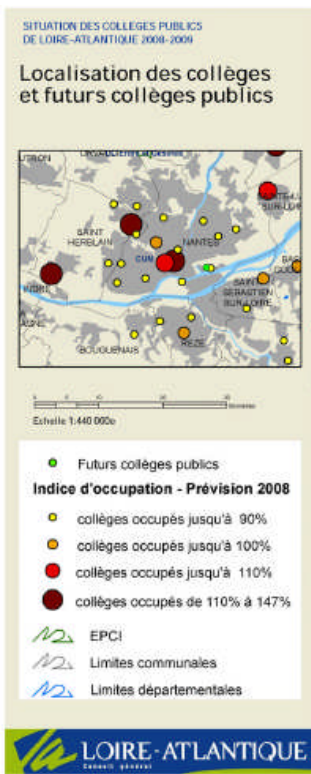 SITUATION DES COLLEGES PUBLICS
DE LOIRE-ATLANTIQUE 2008-2009
Localisation des collèges
et futurs collèges publics
SAINT
HERBLAIN
NANTES
CUN
SAINT
SEBASTIEN
SUR-LOIRE
BOUGUENAIS
REZE
Echelle 1:440 000e
Futurs collèges publics
Indice d'occupation - Prévision 2008
collèges occupés jusqu'à 90%
collèges occupés jusqu'à 100%
collèges occupés jusqu'à 110%
collèges occupés de 110% à 147%
EPCI
Limites communales
Limites départementales
LOIRE-ATLANTIQUE
Conseil général